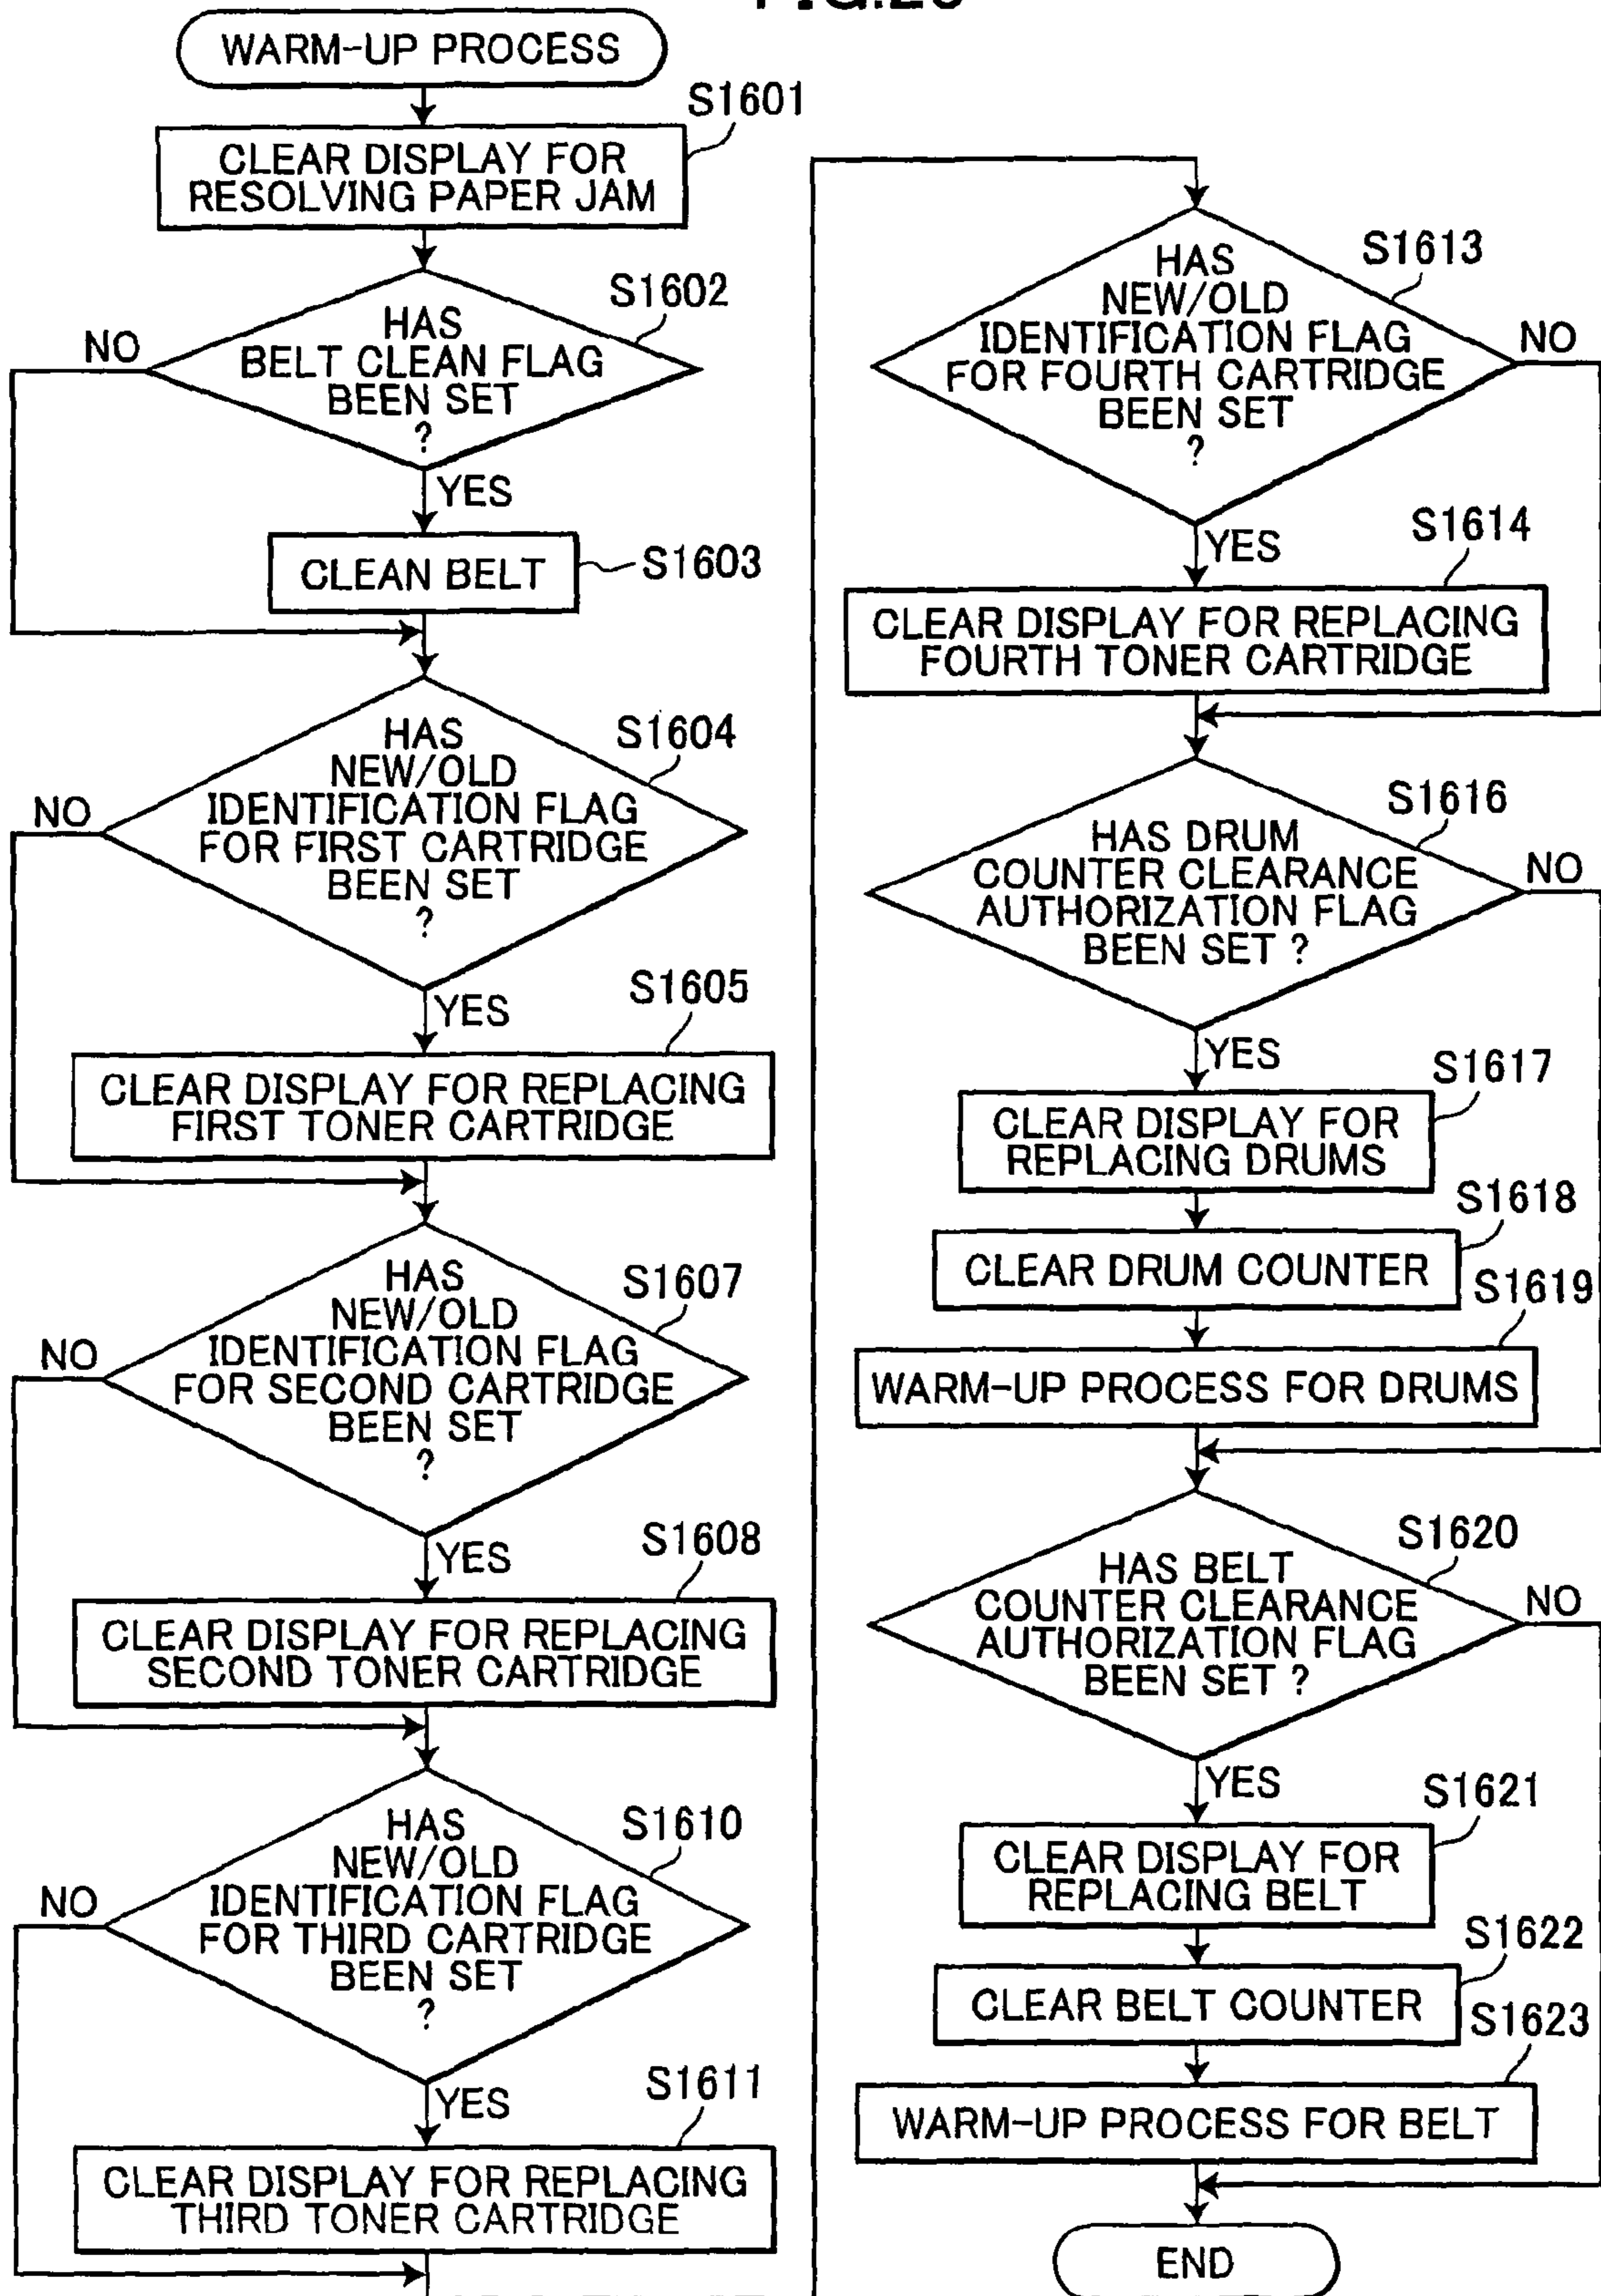 WARM-UP PROCESS
S1601
CLEAR DISPLAY FOR
RESOLVING PAPER JAM
S1602
HAS
BELT CLEAN FLAG
BEEN SET
?
NO
YES
CLEAN BELT
S1603
S1604
HAS
NEW/OLD
IDENTIFICATION FLAG
FOR FIRST CARTRIDGE
BEEN SET
?
NO
YES
S1605
CLEAR DISPLAY FOR REPLACING
FIRST TONER CARTRIDGE
S1607
HAS
NEW/OLD
IDENTIFICATION FLAG
FOR SECOND CARTRIDGE
BEEN SET
?
NO
YES
S1608
CLEAR DISPLAY FOR REPLACING
SECOND TONER CARTRIDGE
S1610
HAS
NEW/OLD
IDENTIFICATION FLAG
FOR THIRD CARTRIDGE
BEEN SET
?
NO
YES
S1611
CLEAR DISPLAY FOR REPLACING
THIRD TONER CARTRIDGE
S1613
HAS
NEW/OLD
IDENTIFICATION FLAG
FOR FOURTH CARTRIDGE
BEEN SET
?
NO
YES
S1614
CLEAR DISPLAY FOR REPLACING
FOURTH TONER CARTRIDGE
S1616
HAS DRUM
COUNTER CLEARANCE
AUTHORIZATION FLAG
BEEN SET ?
NO
YES
S1617
CLEAR DISPLAY FOR
REPLACING DRUMS
S1618
CLEAR DRUM COUNTER
S1619
WARM-UP PROCESS FOR DRUMS
S1620
HAS BELT
COUNTER CLEARANCE
AUTHORIZATION FLAG
BEEN SET ?
NO
YES
S1621
CLEAR DISPLAY FOR
REPLACING BELT
S1622
CLEAR BELT COUNTER
S1623
WARM-UP PROCESS FOR BELT
END